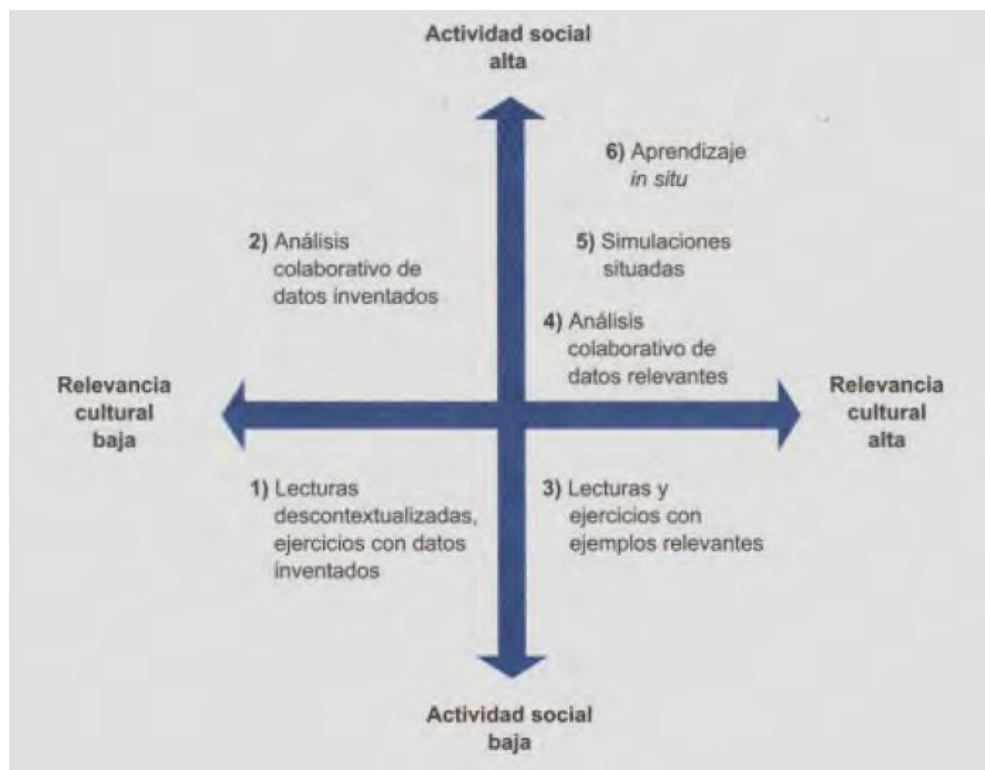 Actividad social
alta
6) Aprendizaje
in situ
2) Análisis
colaborativo de
datos inventados
5) Simulaciones
situadas
4) Análisis
colaborativo de
datos relevantes
Relevancia
cultural
baja
Relevancia
cultural
alta
1) Lecturas
descontextualizadas,
ejercicios con datos
inventados
3) Lecturas y
ejercicios con
ejemplos relevantes
Actividad social
baja